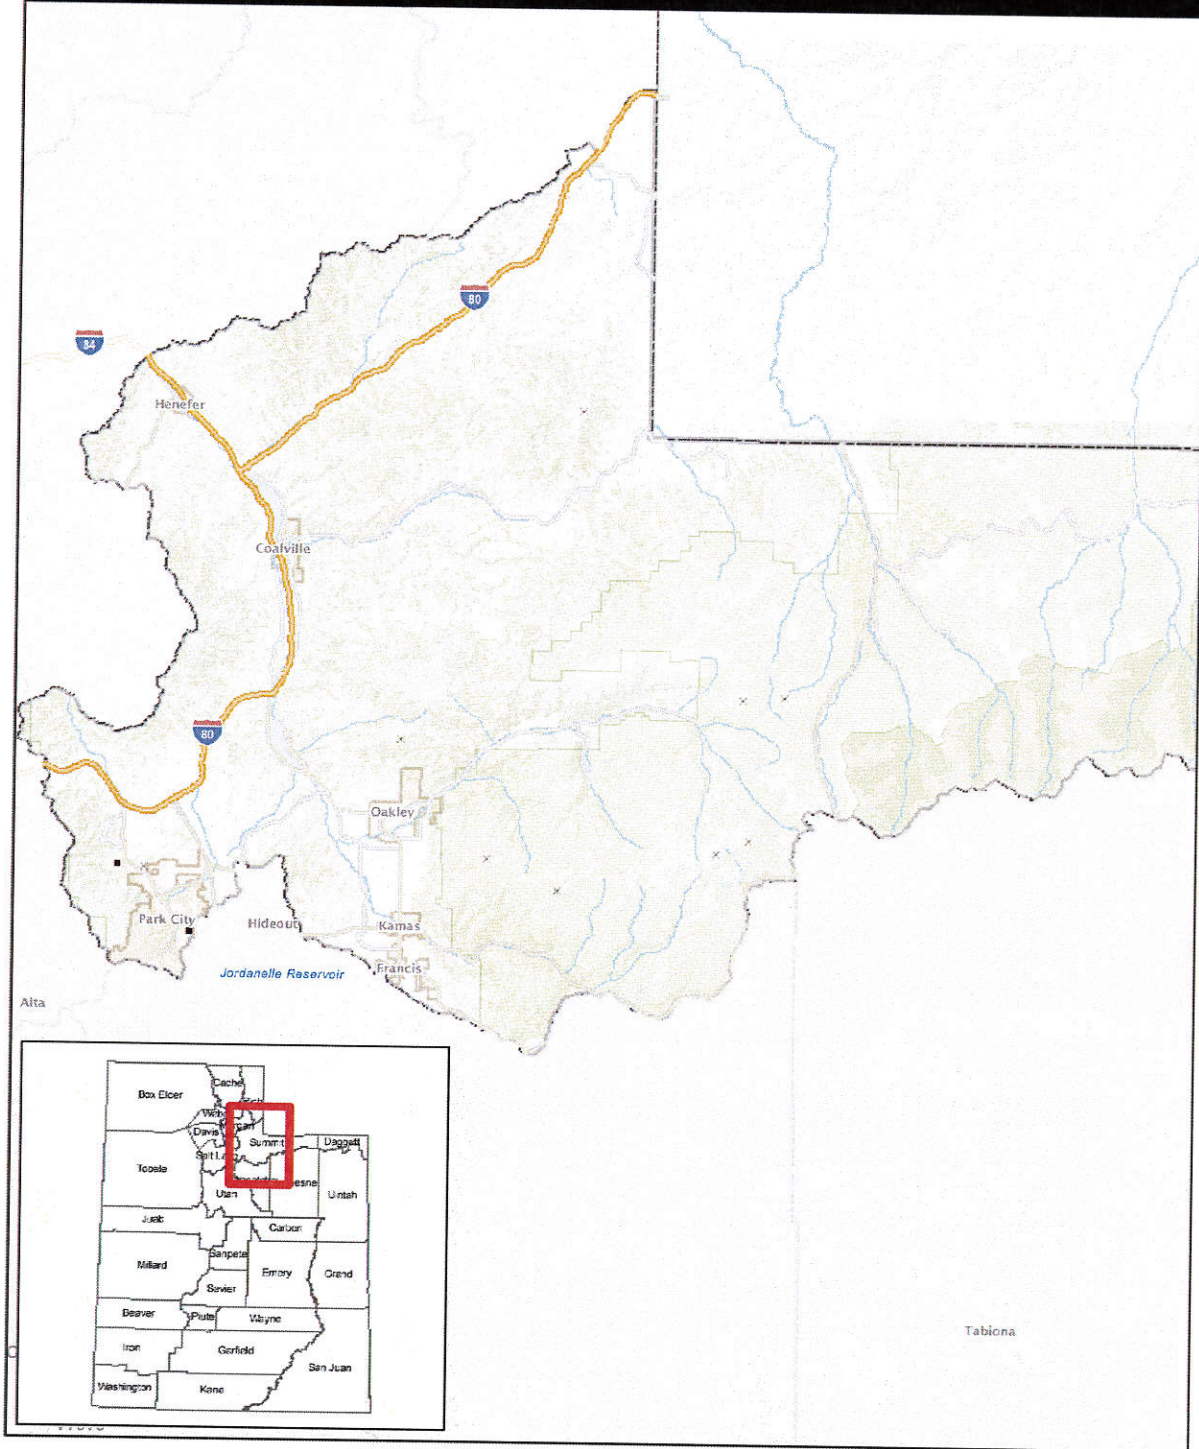 80
84
Henefer
Coalville
80
Oakley
Park City
Hideout
Kamas
Jordanelle Reservoir
Francis
Alta
Tabiona
Cache
Box Elder
Davis
Summit
Daggett
Tooele
Utah
Uintah
Juab
Carbon
Sanpete
Millard
Emery
Grand
Sevier
Beaver
Piute
Wayne
Iron
Garfield
San Juan
Washington
Kane